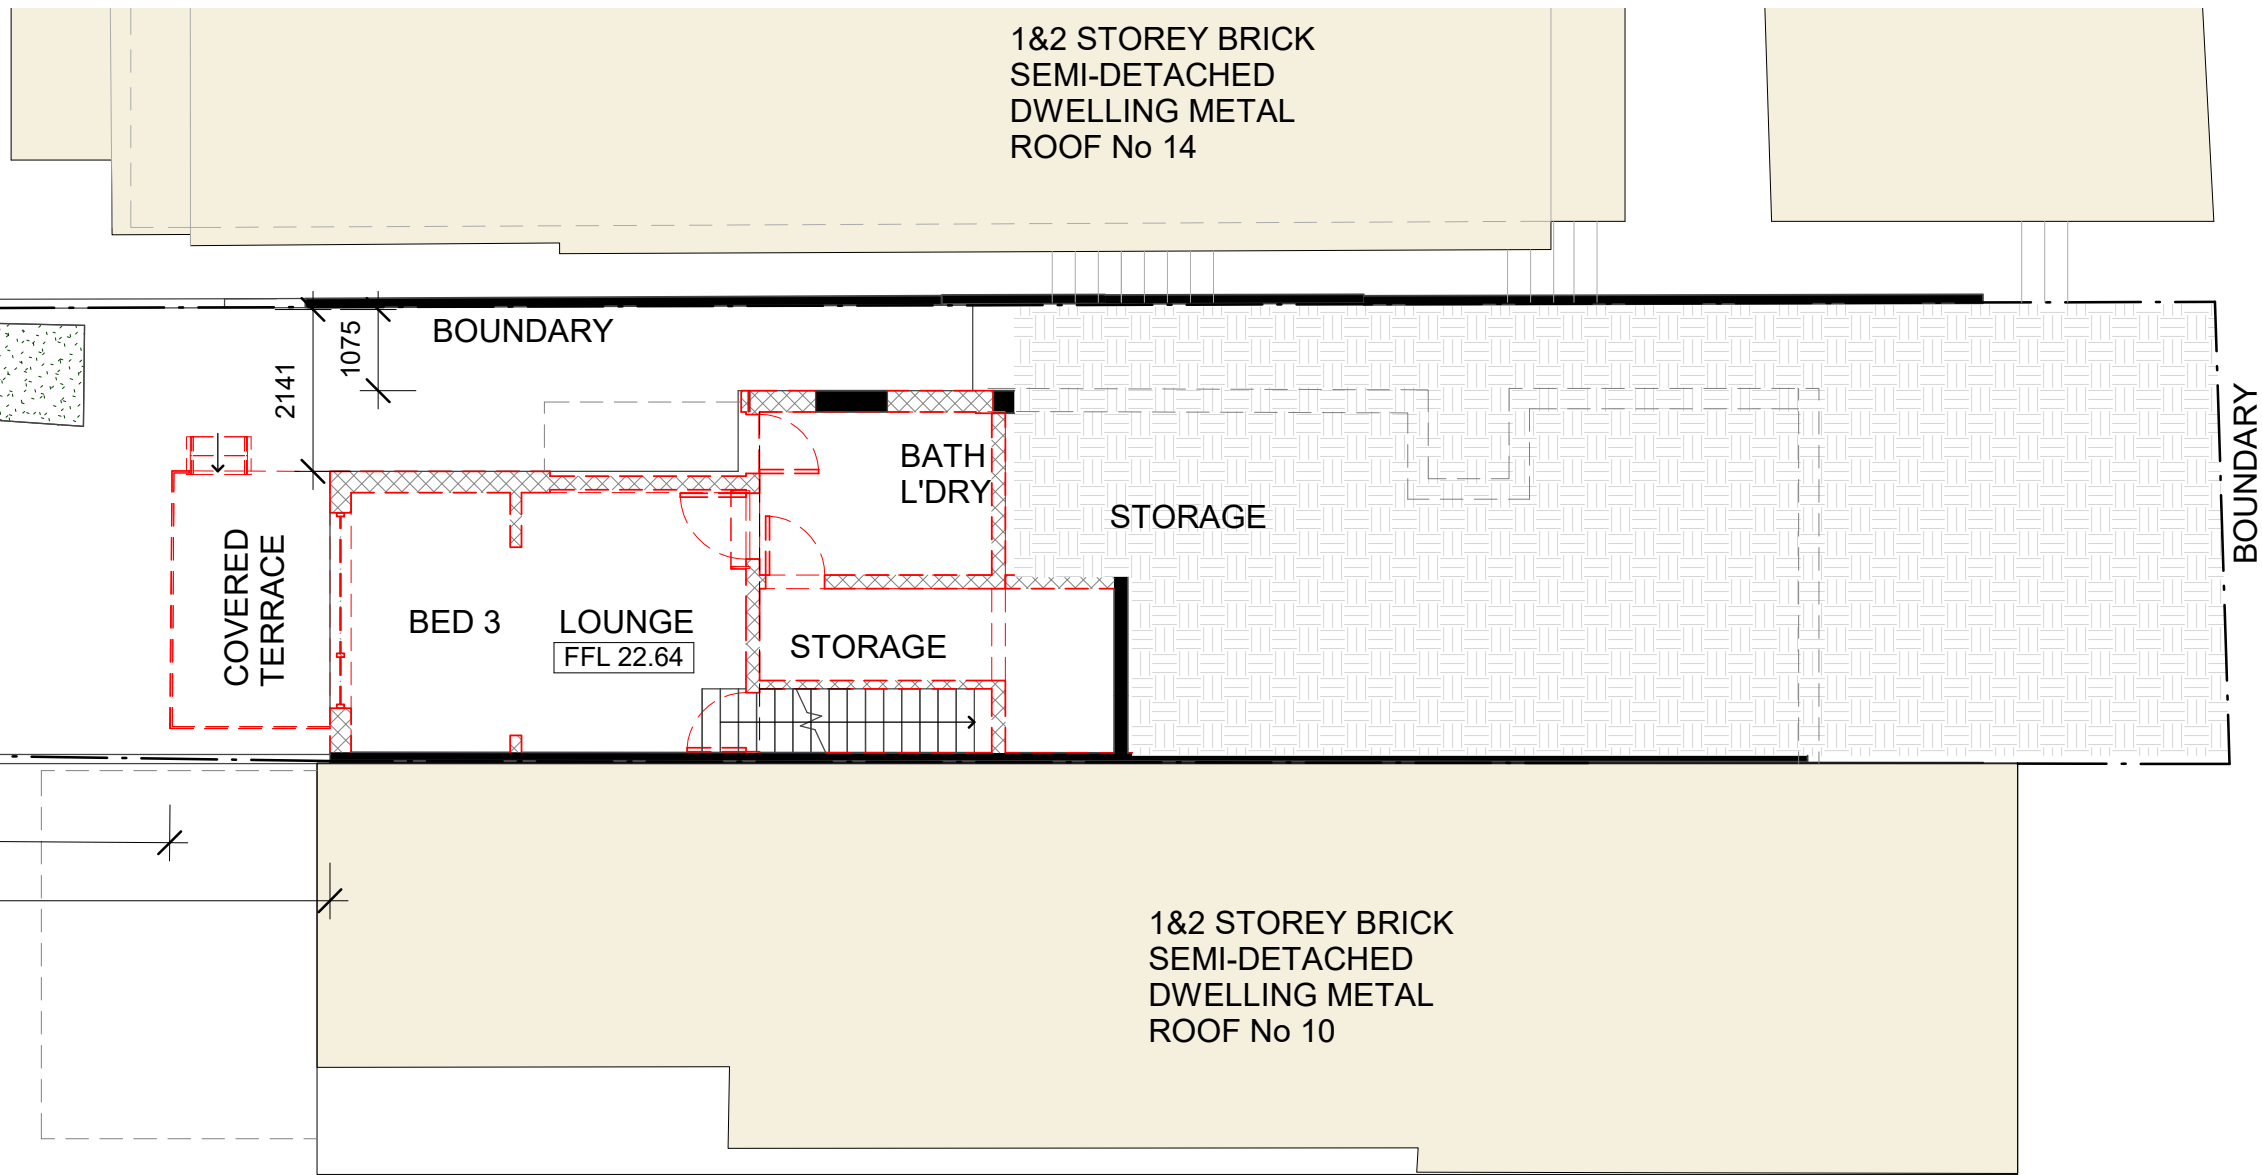 1&2 STOREY BRICK
SEMI-DETACHED
DWELLING METAL
ROOF No 14
BOUNDARY
1075
2141
BOUNDARY
BATH
L'DRY
STORAGE
COVERED
TERRACE
BED 3
LOUNGE
FFL 22.64
STORAGE
1&2 STOREY BRICK
SEMI-DETACHED
DWELLING METAL
ROOF No 10